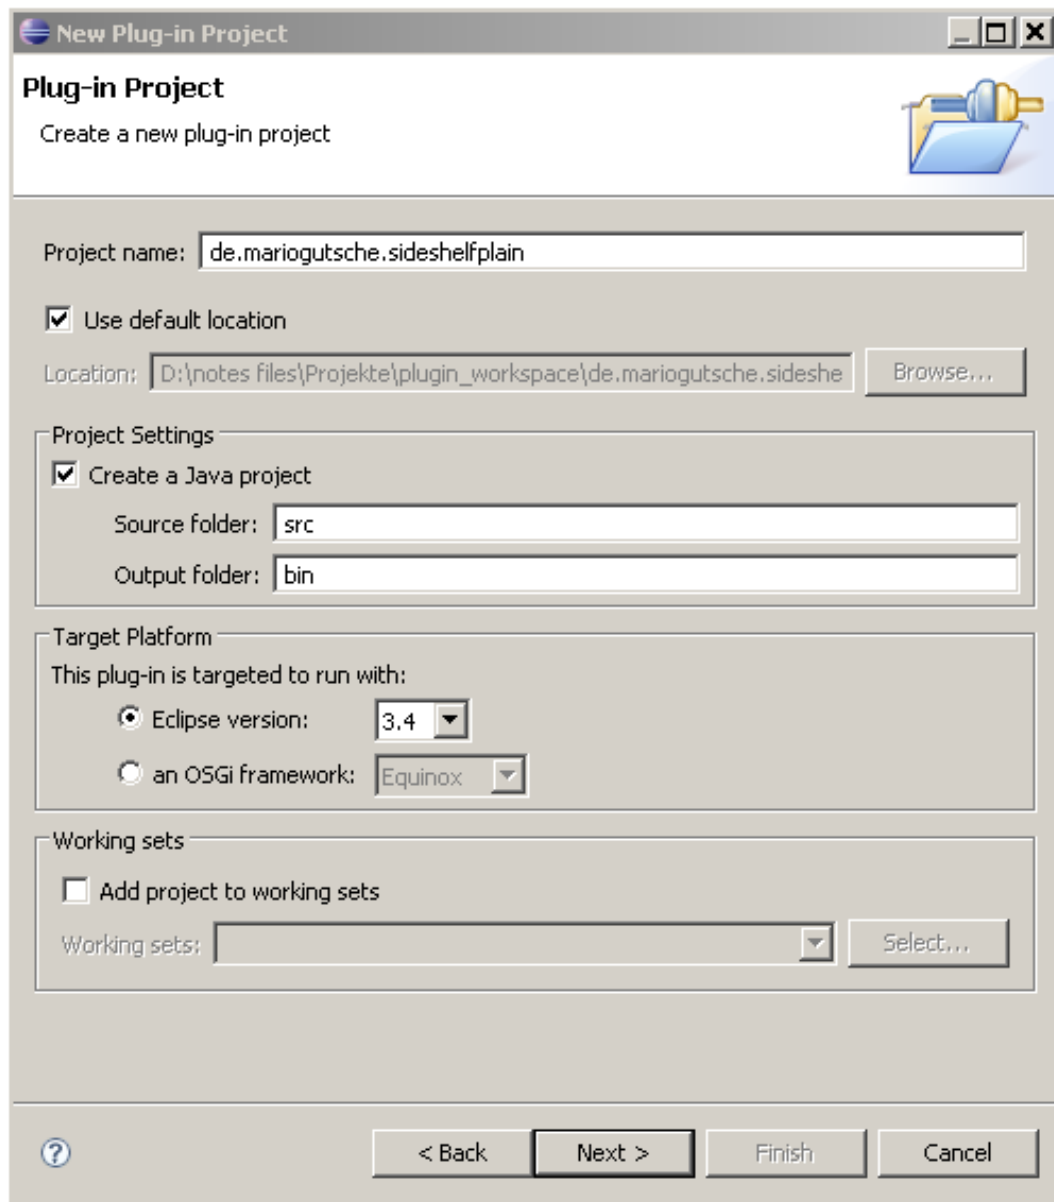 New Plug-in Project
Plug-in Project
Create a new plug-in project
Project name: de.mariogutsche.sideshelfplain
Use default location
Location: D:\notes files\Projekte\plugin_workspace\de.mariogutsche.sideshe Browse...
Project Settings
Create a Java project
Source folder: src
Output folder: bin
Target Platform
This plug-in is targeted to run with:
Eclipse version: 3.4
an OSGi framework: Equinox
Working sets
Add project to working sets
Working sets: Select...
? < Back Next > Finish Cancel